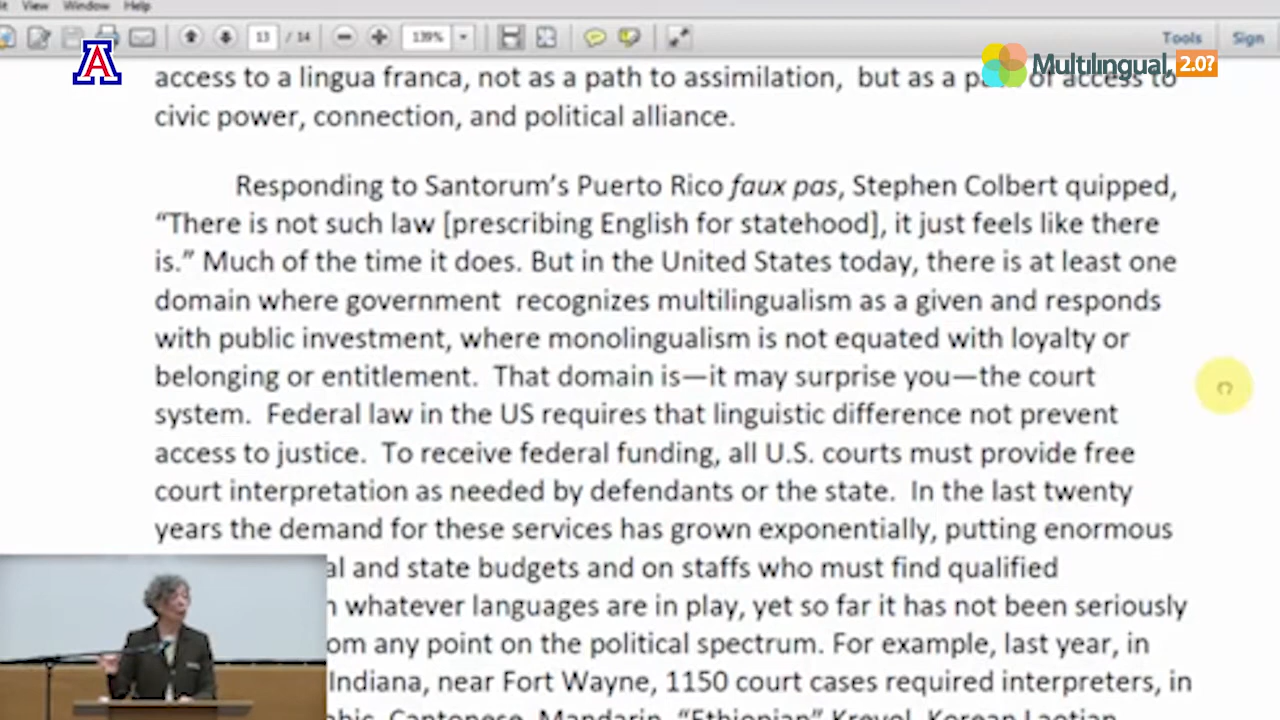 View Window Help
13 / 14 139% Tools Sign
A
Multilingual, 2.0?
access to a lingua franca, not as a path to assimilation, but as a of access to
civic power, connection, and political alliance.
Responding to Santorum's Puerto Rico faux pas, Stephen Colbert quipped,
“There is not such law [prescribing English for statehood], it just feels like there
is.” Much of the time it does. But in the United States today, there is at least one
domain where government recognizes multilingualism as a given and responds
with public investment, where monolingualism is not equated with loyalty or
belonging or entitlement. That domain is—it may surprise you—the court
system. Federal law in the US requires that linguistic difference not prevent
access to justice. To receive federal funding, all U.S. courts must provide free
court interpretation as needed by defendants or the state. In the last twenty
years the demand for these services has grown exponentially, putting enormous
al and state budgets and on staffs who must find qualified
whatever languages are in play, yet so far it has not been seriously
om any point on the political spectrum. For example, last year, in
Indiana, near Fort Wayne, 1150 court cases required interpreters, in
Cantonese, Mandarin, “Ethiopian” Kreyol, Korean Laotian